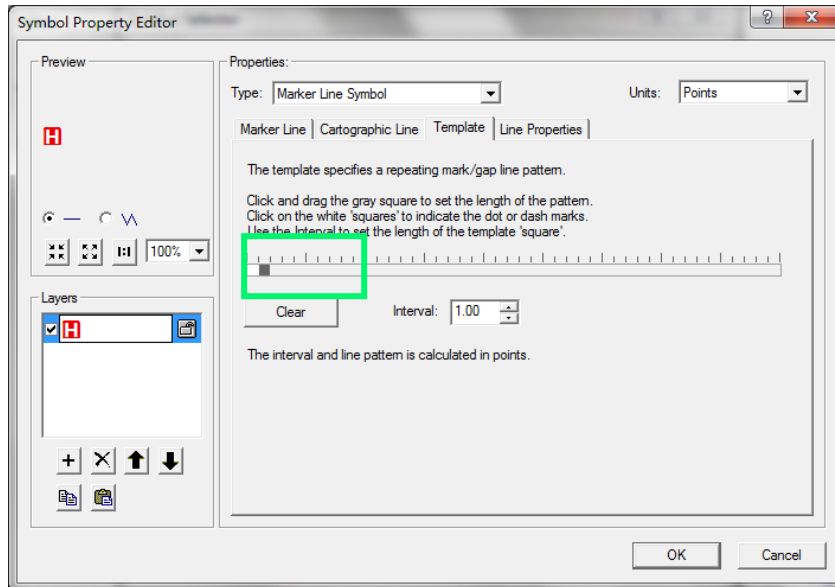 Symbol Property Editor
Preview
H
100%
1:1
Layers
H
Properties:
Type: Marker Line Symbol
Units: Points
Marker Line Cartographic Line Template Line Properties
The template specifies a repeating mark/gap line pattern.
Click and drag the gray square to set the length of the pattern.
Click on the white 'squares' to indicate the dot or dash marks.
Use the Interval to set the length of the template 'square'.
Clear
Interval: 1.00
The interval and line pattern is calculated in points.
OK Cancel